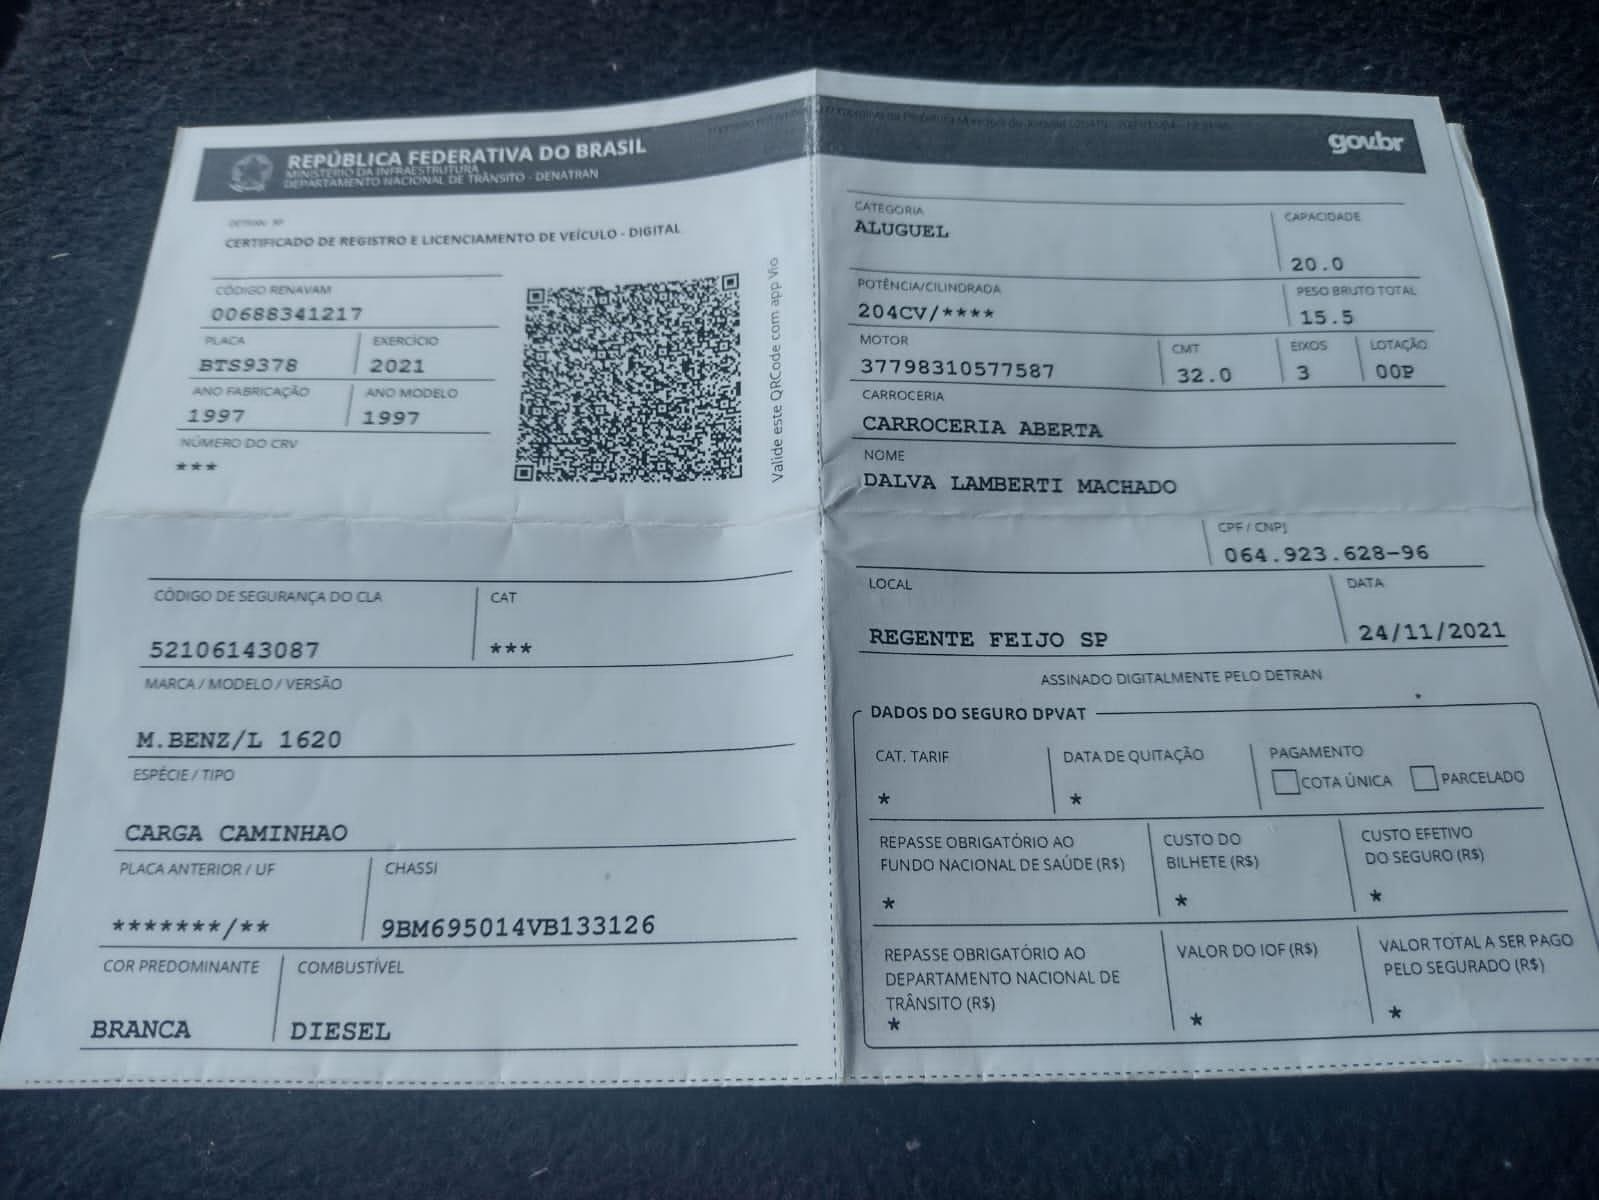 REPÚBLICA FEDERATIVA DO BRASIL
MINISTÉRIO DA INFRAESTRUTURA
DEPARTAMENTO NACIONAL DE TRÂNSITO - DENATRAN
gov.br
DETRAN- SP
CERTIFICADO DE REGISTRO E LICENCIAMENTO DE VEÍCULO - DIGITAL
CÓDIGO RENAVAM
00688341217
PLACA EXERCÍCIO
BTS9378 2021
ANO FABRICAÇÃO ANO MODELO
1997 1997
NÚMERO DO CRV
***
Valide este QRCode com app Vio
CÓDIGO DE SEGURANÇA DO CLA CAT
52106143087 ***
MARCA / MODELO / VERSÃO
M.BENZ/L 1620
ESPÉCIE / TIPO
CARGA CAMINHAO
PLACA ANTERIOR / UF CHASSI
*******/** 9BM695014VB133126
COR PREDOMINANTE COMBUSTÍVEL
BRANCA DIESEL
CATEGORIA CAPACIDADE
ALUGUEL
20.0
POTÊNCIA/CILINDRADA PESO BRUTO TOTAL
204CV/**** 15.5
MOTOR CMT EIXOS LOTAÇÃO
37798310577587 32.0 3 00P
CARROCERIA
CARROCERIA ABERTA
NOME
DALVA LAMBERTI MACHADO
CPF / CNPJ
064.923.628-96
LOCAL DATA
REGENTE FEIJO SP 24/11/2021
ASSINADO DIGITALMENTE PELO DETRAN
DADOS DO SEGURO DPVAT
CAT. TARIF DATA DE QUITAÇÃO PAGAMENTO
* * COTA ÚNICA PARCELADO
REPASSE OBRIGATÓRIO AO CUSTO DO CUSTO EFETIVO
FUNDO NACIONAL DE SAÚDE (R$) BILHETE (R$) DO SEGURO (R$)
* * *
REPASSE OBRIGATÓRIO AO VALOR DO IOF (R$) VALOR TOTAL A SER PAGO
DEPARTAMENTO NACIONAL DE PELO SEGURADO (R$)
TRÂNSITO (R$)
* * *